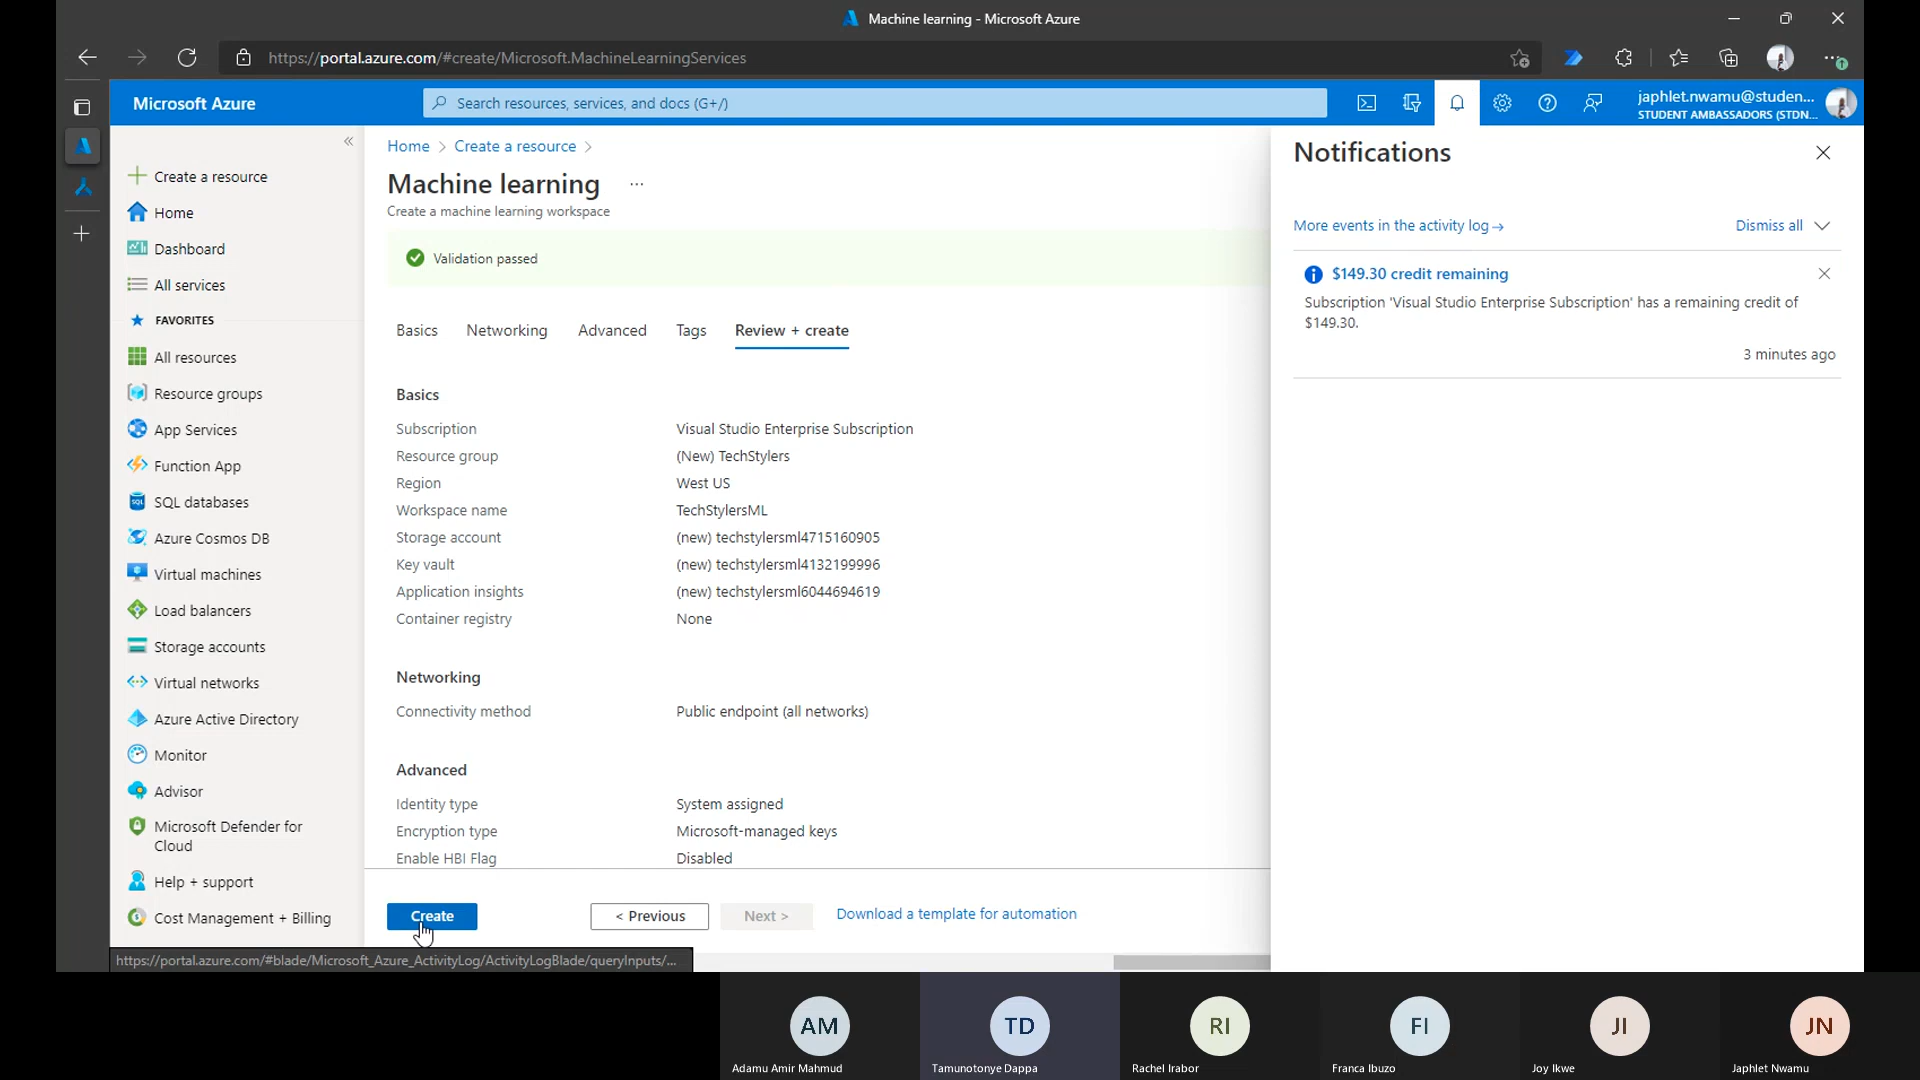 Machine learning - Microsoft Azure
https://portal.azure.com/#create/Microsoft.MachineLearningServices
Microsoft Azure
Search resources, services, and docs (G+/)
japhlet.nwamu@studen...
STUDENT AMBASSADORS (STDN...
«
Create a resource
Home
Dashboard
All services
FAVORITES
All resources
Resource groups
App Services
Function App
SQL databases
Azure Cosmos DB
Virtual machines
Load balancers
Storage accounts
Virtual networks
Azure Active Directory
Monitor
Advisor
Microsoft Defender for
Cloud
Help + support
Cost Management + Billing
Home > Create a resource >
Machine learning ...
Create a machine learning workspace
Validation passed
Basics Networking Advanced Tags Review + create
Basics
Subscription Visual Studio Enterprise Subscription
Resource group (New) TechStylers
Region West US
Workspace name TechStylersML
Storage account (new) techstylersml4715160905
Key vault (new) techstylersml4132199996
Application insights (new) techstylersml6044694619
Container registry None
Networking
Connectivity method Public endpoint (all networks)
Advanced
Identity type System assigned
Encryption type Microsoft-managed keys
Enable HBI Flag Disabled
Create < Previous Next > Download a template for automation
https://portal.azure.com/#blade/Microsoft_Azure_ActivityLog/ActivityLogBlade/queryInputs/...
Notifications
More events in the activity log → Dismiss all
$149.30 credit remaining
Subscription 'Visual Studio Enterprise Subscription' has a remaining credit of
$149.30.
3 minutes ago
AM TD RI FI JI JN
Adamu Amir Mahmud Tamunotonye Dappa Rachel Irabor Franca Ibuzo Joy Ikwe Japhlet Nwamu